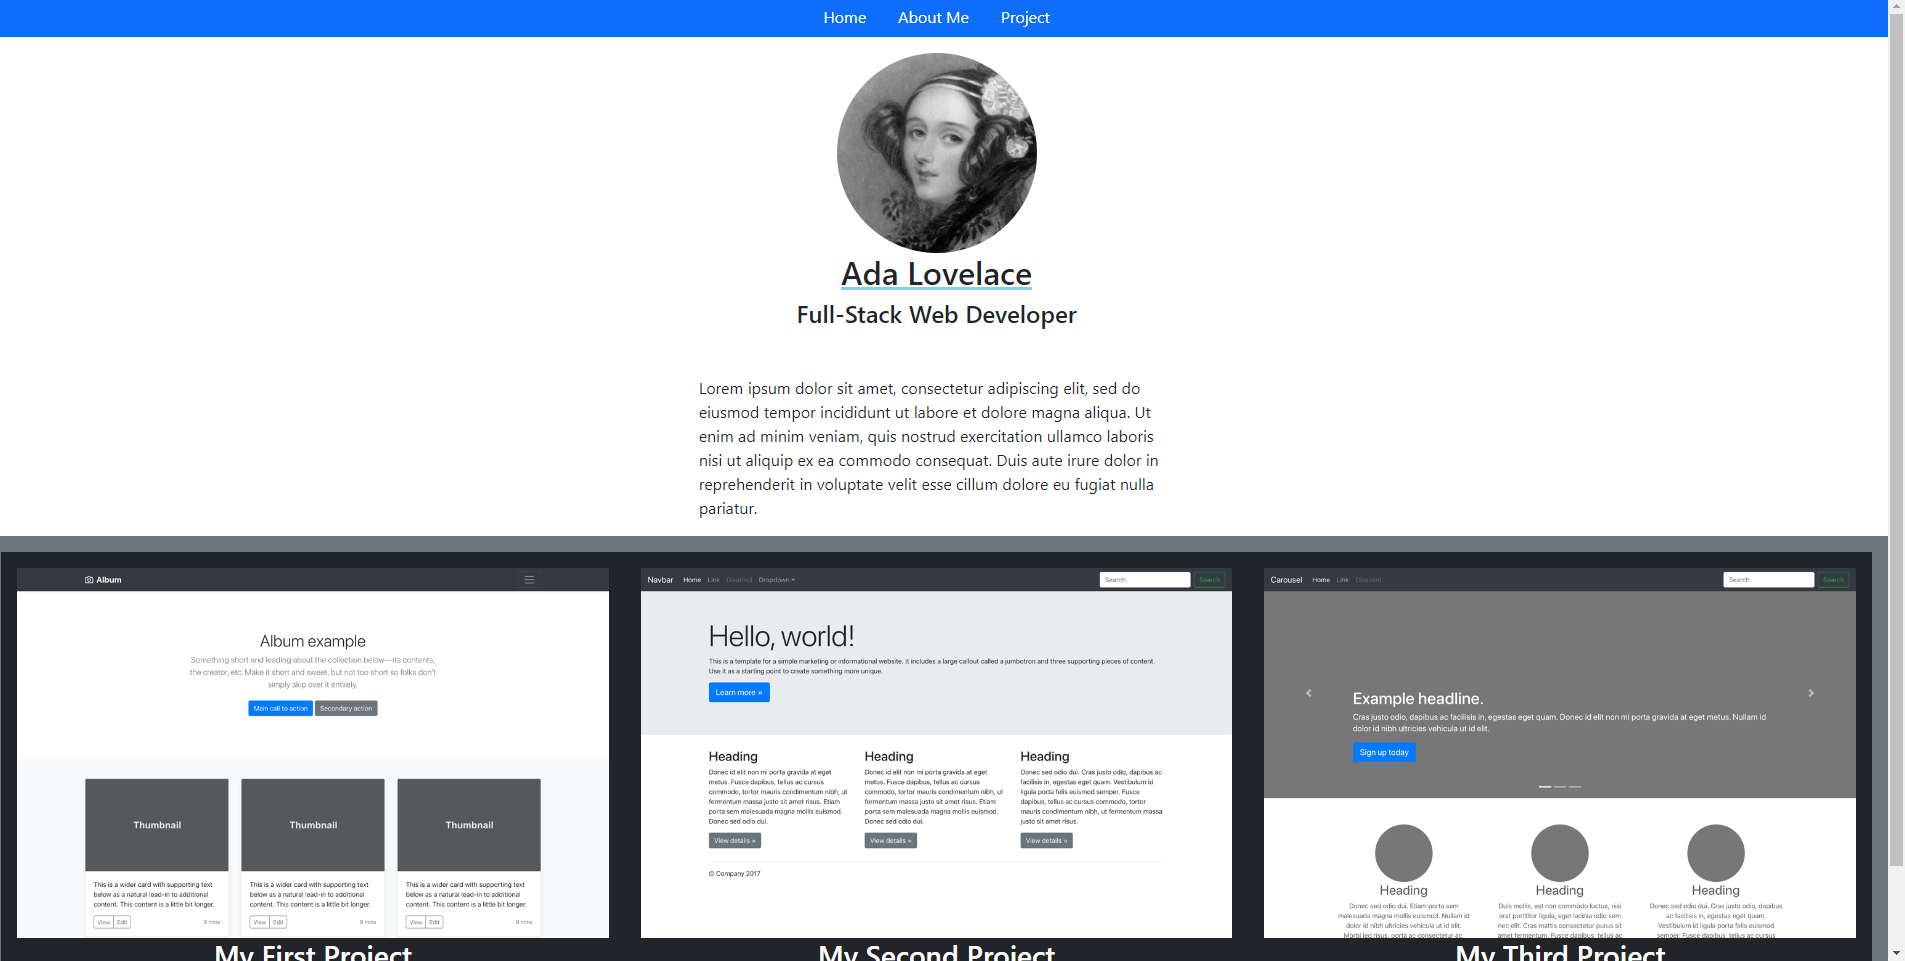 Home About Me Project
Ada Lovelace
Full-Stack Web Developer
Lorem ipsum dolor sit amet, consectetur adipiscing elit, sed do
eiusmod tempor incididunt ut labore et dolore magna aliqua. Ut
enim ad minim veniam, quis nostrud exercitation ullamco laboris
nisi ut aliquip ex ea commodo consequat. Duis aute irure dolor in
reprehenderit in voluptate velit esse cillum dolore eu fugiat nulla
pariatur.
Album
Album example
Something short and leading about the collection below—its contents,
the creator, etc. Make it short and sweet, but not too short so folks don't
simply skip over it entirely.
Main call to action Secondary action
Thumbnail Thumbnail Thumbnail
This is a wider card with supporting text
below as a natural lead-in to additional
content. This content is a little bit longer.
View Edit 9 mins
This is a wider card with supporting text
below as a natural lead-in to additional
content. This content is a little bit longer.
View Edit 9 mins
This is a wider card with supporting text
below as a natural lead-in to additional
content. This content is a little bit longer.
View Edit 9 mins
My First Project
Navbar Home Link Disabled Dropdown Search Search
Hello, world!
This is a template for a simple marketing or informational website. It includes a large callout called a jumbotron and three supporting pieces of content.
Use it as a starting point to create something more unique.
Learn more »
Heading
Donec id elit non mi porta gravida at eget
metus. Fusce dapibus, tellus ac cursus
commodo, tortor mauris condimentum nibh, ut
fermentum massa justo sit amet risus. Etiam
porta sem malesuada magna mollis euismod.
Donec sed odio dui.
View details »
Heading
Donec id elit non mi porta gravida at eget
metus. Fusce dapibus, tellus ac cursus
commodo, tortor mauris condimentum nibh, ut
fermentum massa justo sit amet risus. Etiam
porta sem malesuada magna mollis euismod.
Donec sed odio dui.
View details »
Heading
Donec sed odio dui. Cras justo odio, dapibus ac
facilisis in, egestas eget quam. Vestibulum id
ligula porta felis euismod semper. Fusce
dapibus, tellus ac cursus commodo, tortor
mauris condimentum nibh, ut fermentum massa
justo sit amet risus.
View details »
© Company 2017
My Second Project
Carousel Home Link Disabled Search Search
Example headline.
Cras justo odio, dapibus ac facilisis in, egestas eget quam. Donec id elit non mi porta gravida at eget metus. Nullam id
dolor id nibh ultricies vehicula ut id elit.
Sign up today
Heading
Donec sed odio dui. Etiam porta sem
malesuada magna mollis euismod. Nullam id
dolor id nibh ultricies vehicula ut id elit.
Morbi leo risus, porta ac consectetur ac,
Heading
Duis mollis, est non commodo luctus, nisi
erat porttitor ligula, eget lacinia odio sem
nec elit. Cras mattis consectetur purus sit
amet fermentum. Fusce dapibus, tellus ac
Heading
Donec sed odio dui. Cras justo odio, dapibus
ac facilisis in, egestas eget quam.
Vestibulum id ligula porta felis euismod
semper. Fusce dapibus, tellus ac cursus
My Third Project